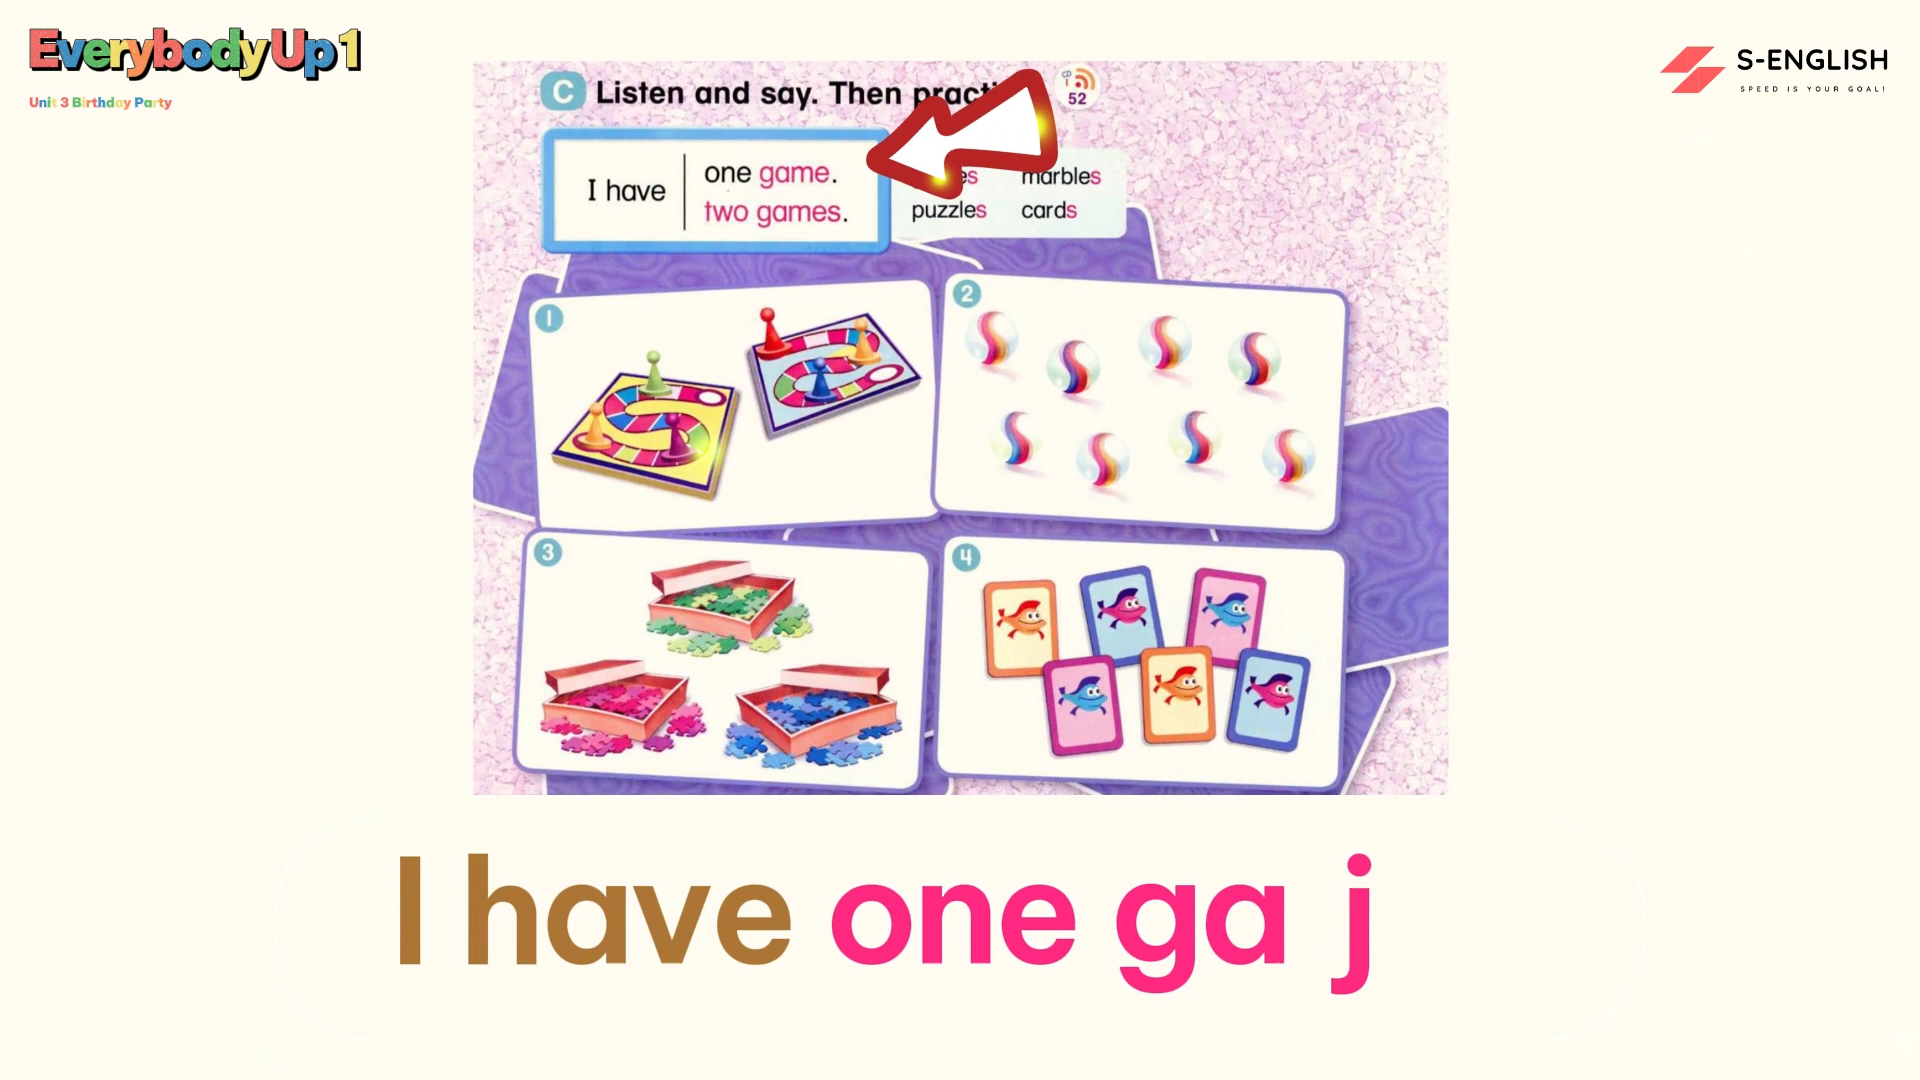 EverybodyUp1
Unit 3 Birthday Party
S-ENGLISH
SPEED IS YOUR GOAL!
C Listen and say. Then
52
I have
one game.
two games.
marbles
puzzles cards
1
2
3
4
I have one ga j